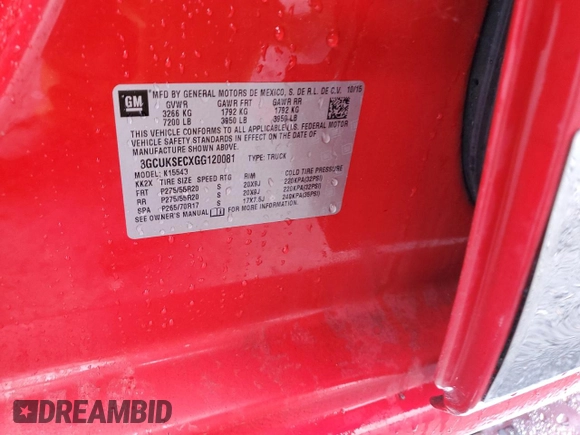 GM
MFD BY GENERAL MOTORS DE MEXICO, S. DE R.L. DE C.V. 10/15
GVWR GAWR FRT GAWR RR
3266 KG 1792 KG 1792 KG
7200 LB 3950 LB 3950 LB
THIS VEHICLE CONFORMS TO ALL APPLICABLE U.S. FEDERAL MOTOR
VEHICLE SAFETY STANDARDS IN EFFECT ON THE DATE OF
MANUFACTURE SHOWN ABOVE.
3GCUKSECXGG120081 TYPE: TRUCK
MODEL: K15543
KK2X TIRE SIZE SPEED RTG RIM COLD TIRE PRESSURE
FRT P275/55R20 S 20X9J 220KPA(32PSI)
RR P275/55R20 S 20X9J 220KPA(32PSI)
SPA P265/70R17 S 17X7.5J 240KPA(35PSI)
SEE OWNER'S MANUAL FOR MORE INFORMATION.
DREAMBID